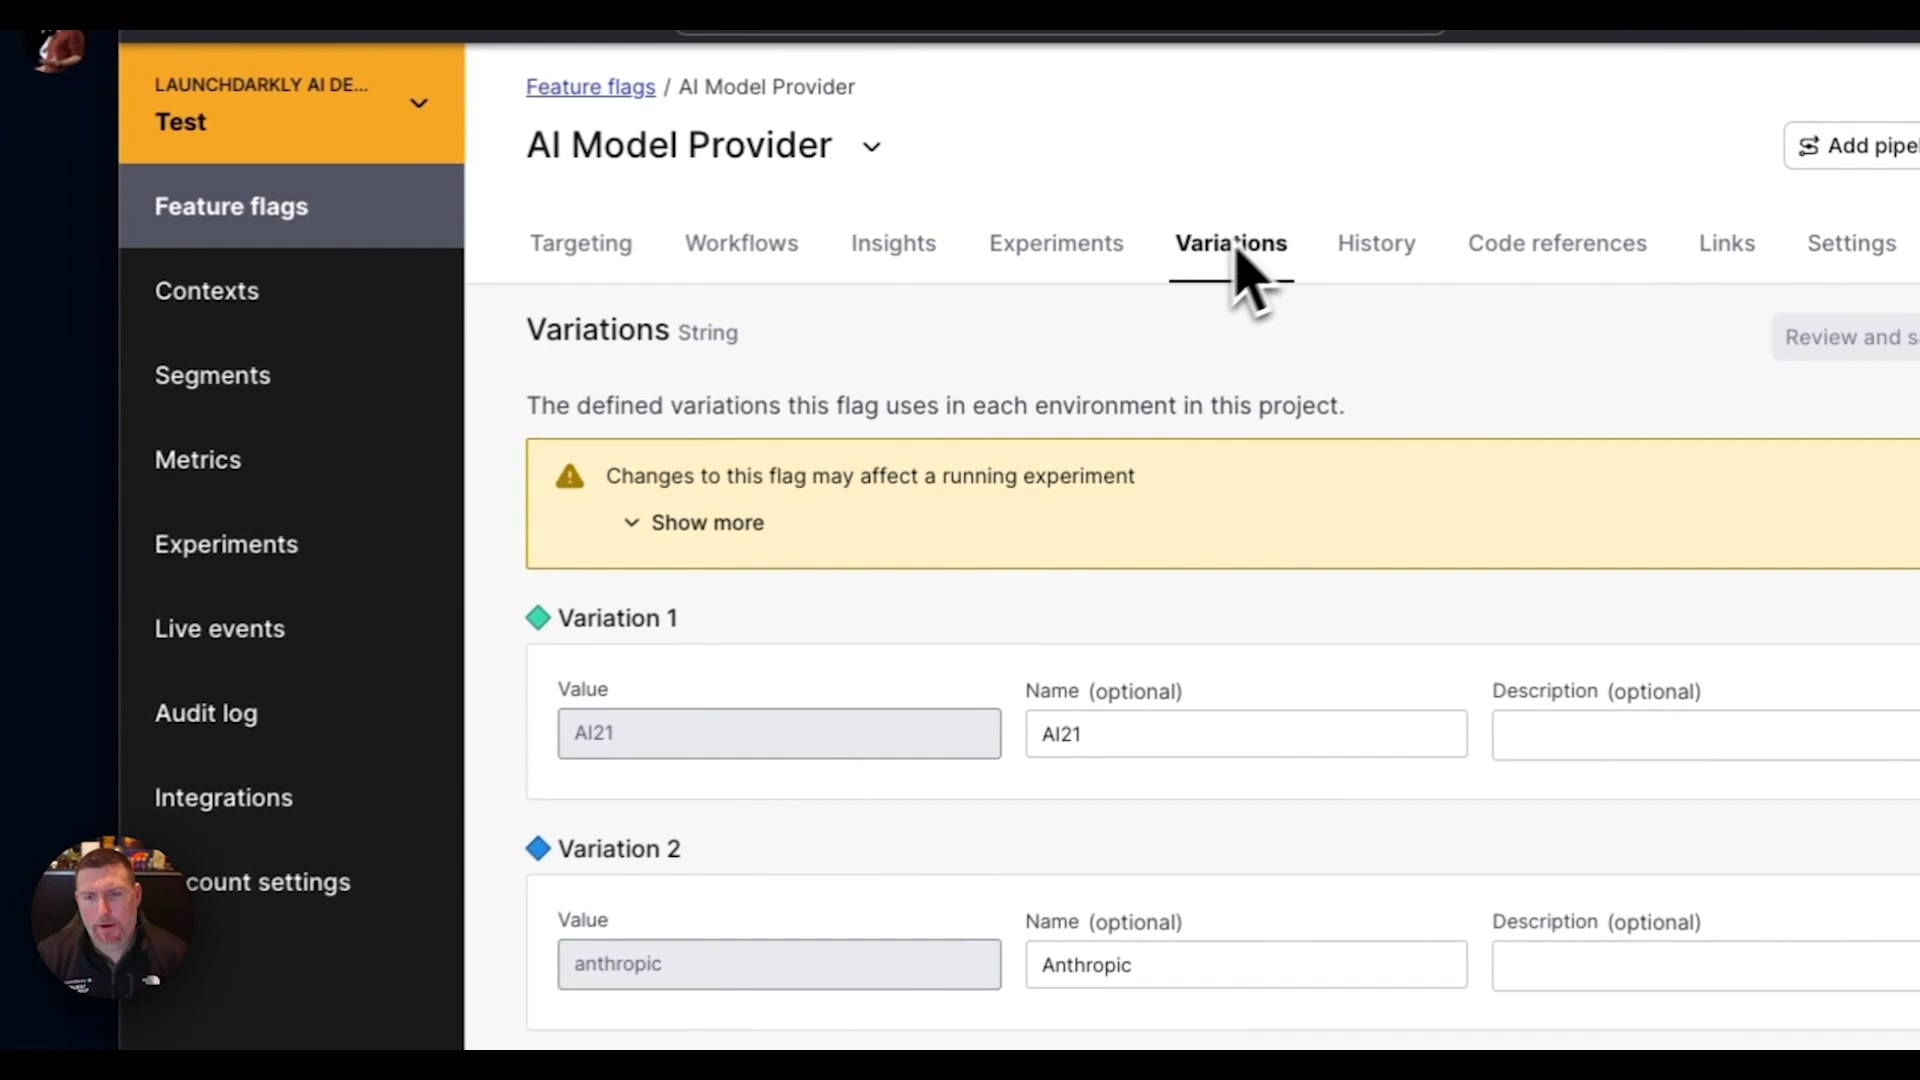 LAUNCHDARKLY AI DE...
Test
Feature flags
Contexts
Segments
Metrics
Experiments
Live events
Audit log
Integrations
count settings
Feature flags / AI Model Provider
AI Model Provider
Add pipel
Targeting Workflows Insights Experiments Variations History Code references Links Settings
Variations String
Review and sa
The defined variations this flag uses in each environment in this project.
Changes to this flag may affect a running experiment
Show more
Variation 1
Value Name (optional) Description (optional)
AI21 AI21
Variation 2
Value Name (optional) Description (optional)
anthropic Anthropic